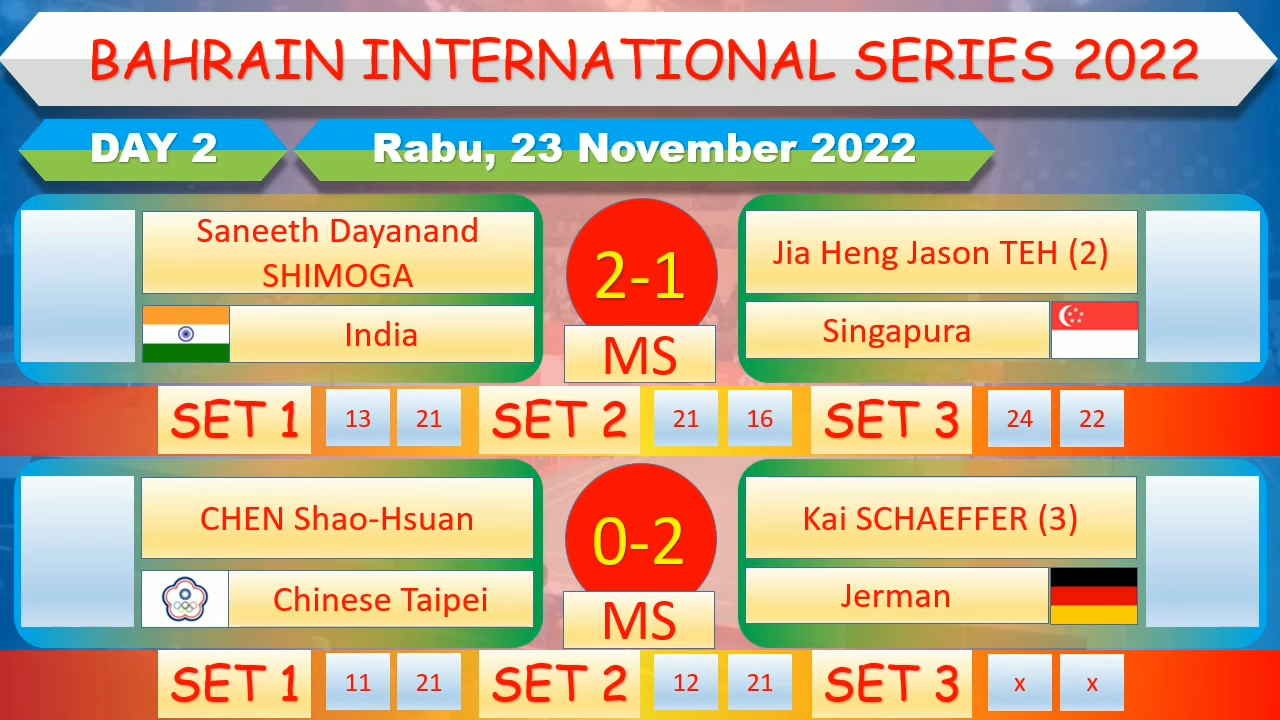 BAHRAIN INTERNATIONAL SERIES 2022
DAY 2
Rabu, 23 November 2022
Saneeth Dayanand
SHIMOGA
India
2-1
MS
Jia Heng Jason TEH (2)
Singapura
SET 1 13 21 SET 2 21 16 SET 3 24 22
CHEN Shao-Hsuan
Chinese Taipei
0-2
MS
Kai SCHAEFFER (3)
Jerman
SET 1 11 21 SET 2 12 21 SET 3 x x